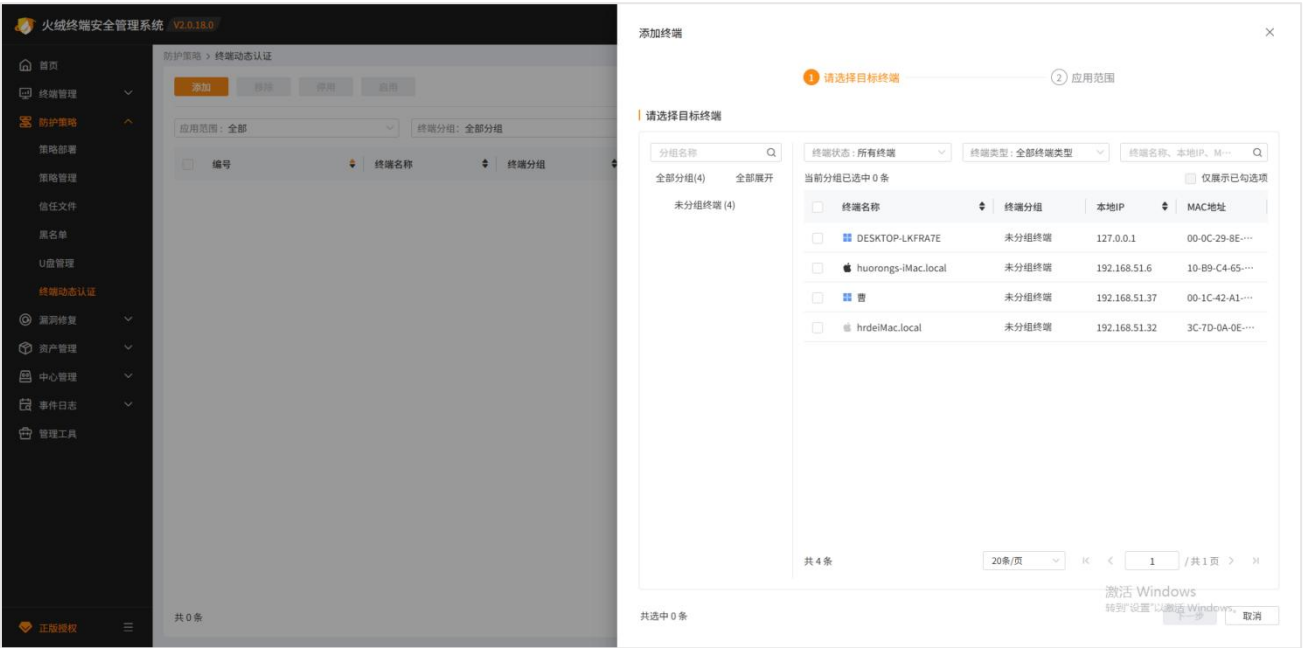 火绒终端安全管理系统 V2.0.18.0
首页
终端管理
防护策略
策略部署
策略管理
信任文件
黑名单
U盘管理
终端动态认证
漏洞修复
资产管理
中心管理
事件日志
管理工具
正版授权
防护策略 > 终端动态认证
添加 删除 停用 启用
应用范围: 全部 终端分组: 全部分组
编号 终端名称 终端分组
共 0 条
添加终端
1 请选择目标终端 2 应用范围
请选择目标终端
分组名称
全部分组(4) 全部展开
未分组终端 (4)
终端状态 : 所有终端 终端类型 : 全部终端类型 终端名称、本地IP、M···
当前分组已选中 0 条 仅展示已勾选项
终端名称 终端分组 本地IP MAC地址
DESKTOP-LKFRA7E 未分组终端 127.0.0.1 00-0C-29-8E-···
huorongs-iMac.local 未分组终端 192.168.51.6 10-B9-C4-65-···
曹 未分组终端 192.168.51.37 00-1C-42-A1-···
hrdeiMac.local 未分组终端 192.168.51.32 3C-7D-0A-0E-···
共 4 条 20条/页 1 / 共 1 页
激活 Windows
转到"设置"以激活 Windows。
共选中 0 条 下一步 取消